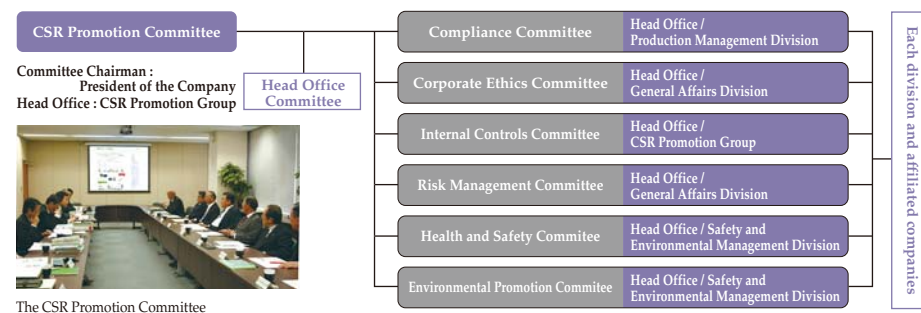 CSR Promotion Committee
Committee Chairman :
President of the Company
Head Office : CSR Promotion Group
Head Office
Committee
The CSR Promotion Committee
Compliance Committee
Head Office /
Production Management Division
Corporate Ethics Committee
Head Office /
General Affairs Division
Internal Controls Committee
Head Office /
CSR Promotion Group
Risk Management Committee
Head Office /
General Affairs Division
Health and Safety Commitee
Head Office / Safety and
Environmental Management Division
Environmental Promotion Commitee
Head Office / Safety and
Environmental Management Division
Each division and affiliated companies